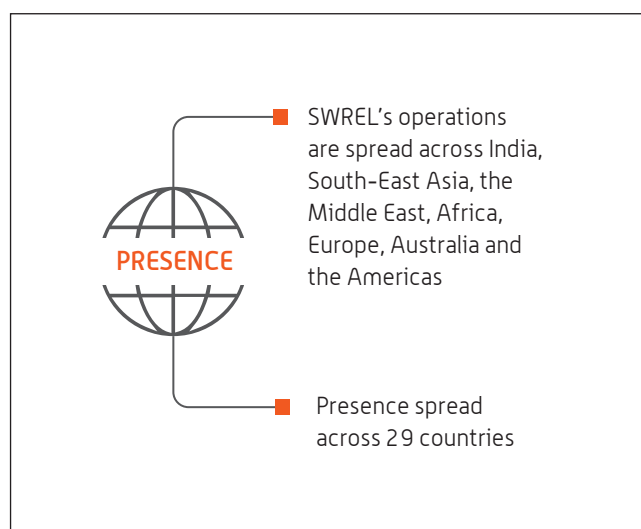 SWREL's operations
are spread across India,
South-East Asia, the
Middle East, Africa,
Europe, Australia and
the Americas
PRESENCE
Presence spread
across 29 countries